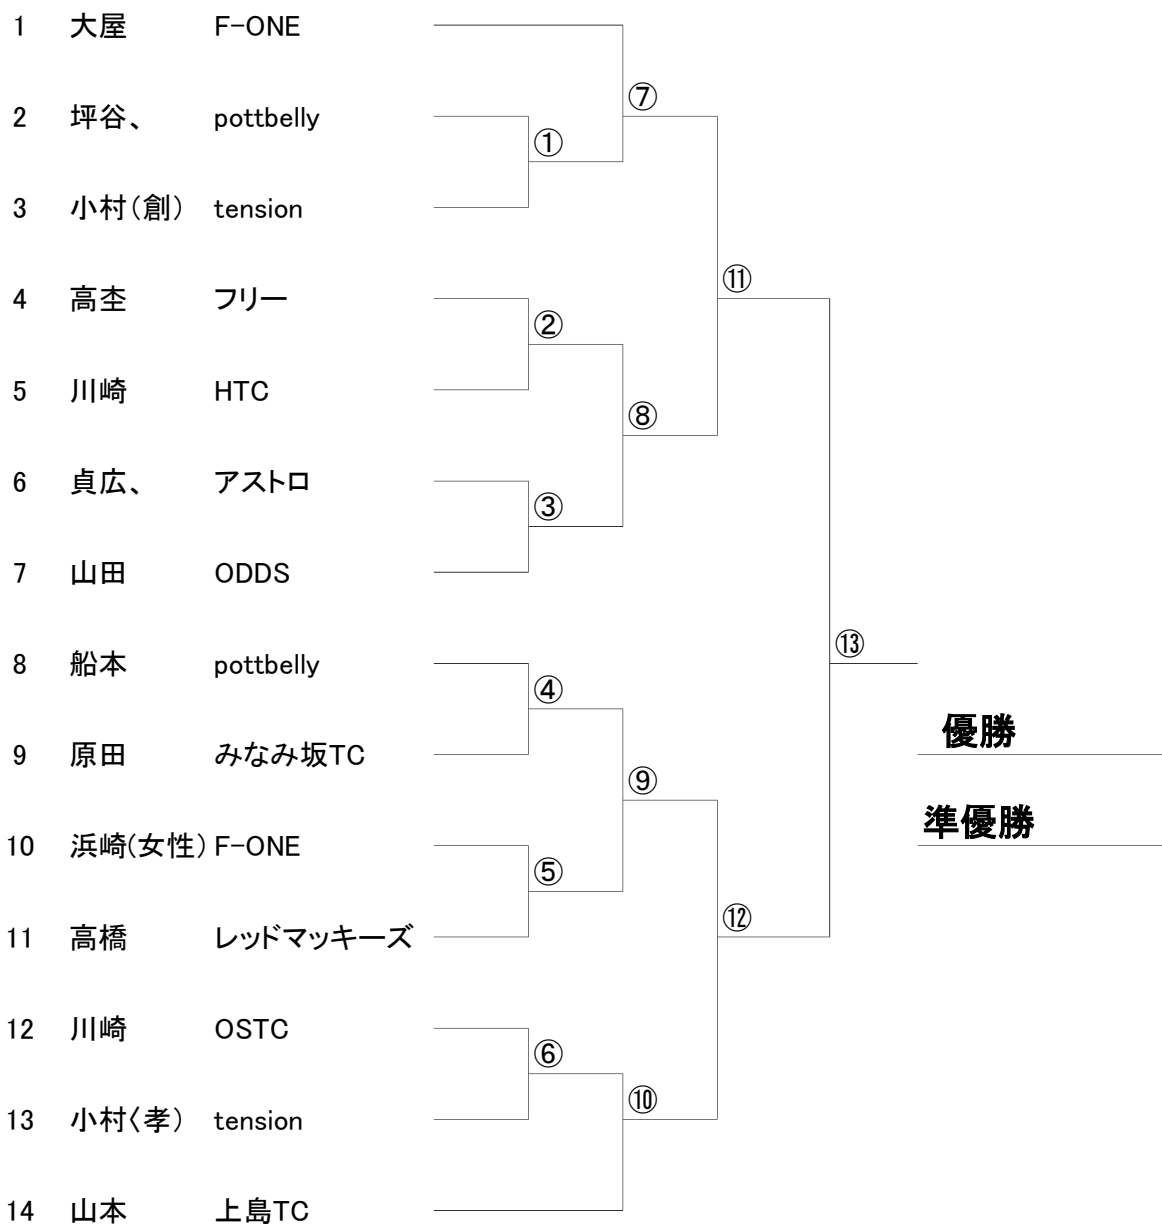 1 大屋 F-ONE
⑦
2 坪谷、 pottbelly
①
3 小村(創) tension
⑪
4 高杢 フリー
②
5 川崎 HTC
⑧
6 貞広、 アストロ
③
7 山田 ODDS
⑬
8 船本 pottbelly
④
優勝
9 原田 みなみ坂TC
⑨
準優勝
10 浜崎(女性) F-ONE
⑤
⑫
11 高橋 レッドマッキーズ
12 川崎 OSTC
⑥
⑩
13 小村〈孝) tension
14 山本 上島TC